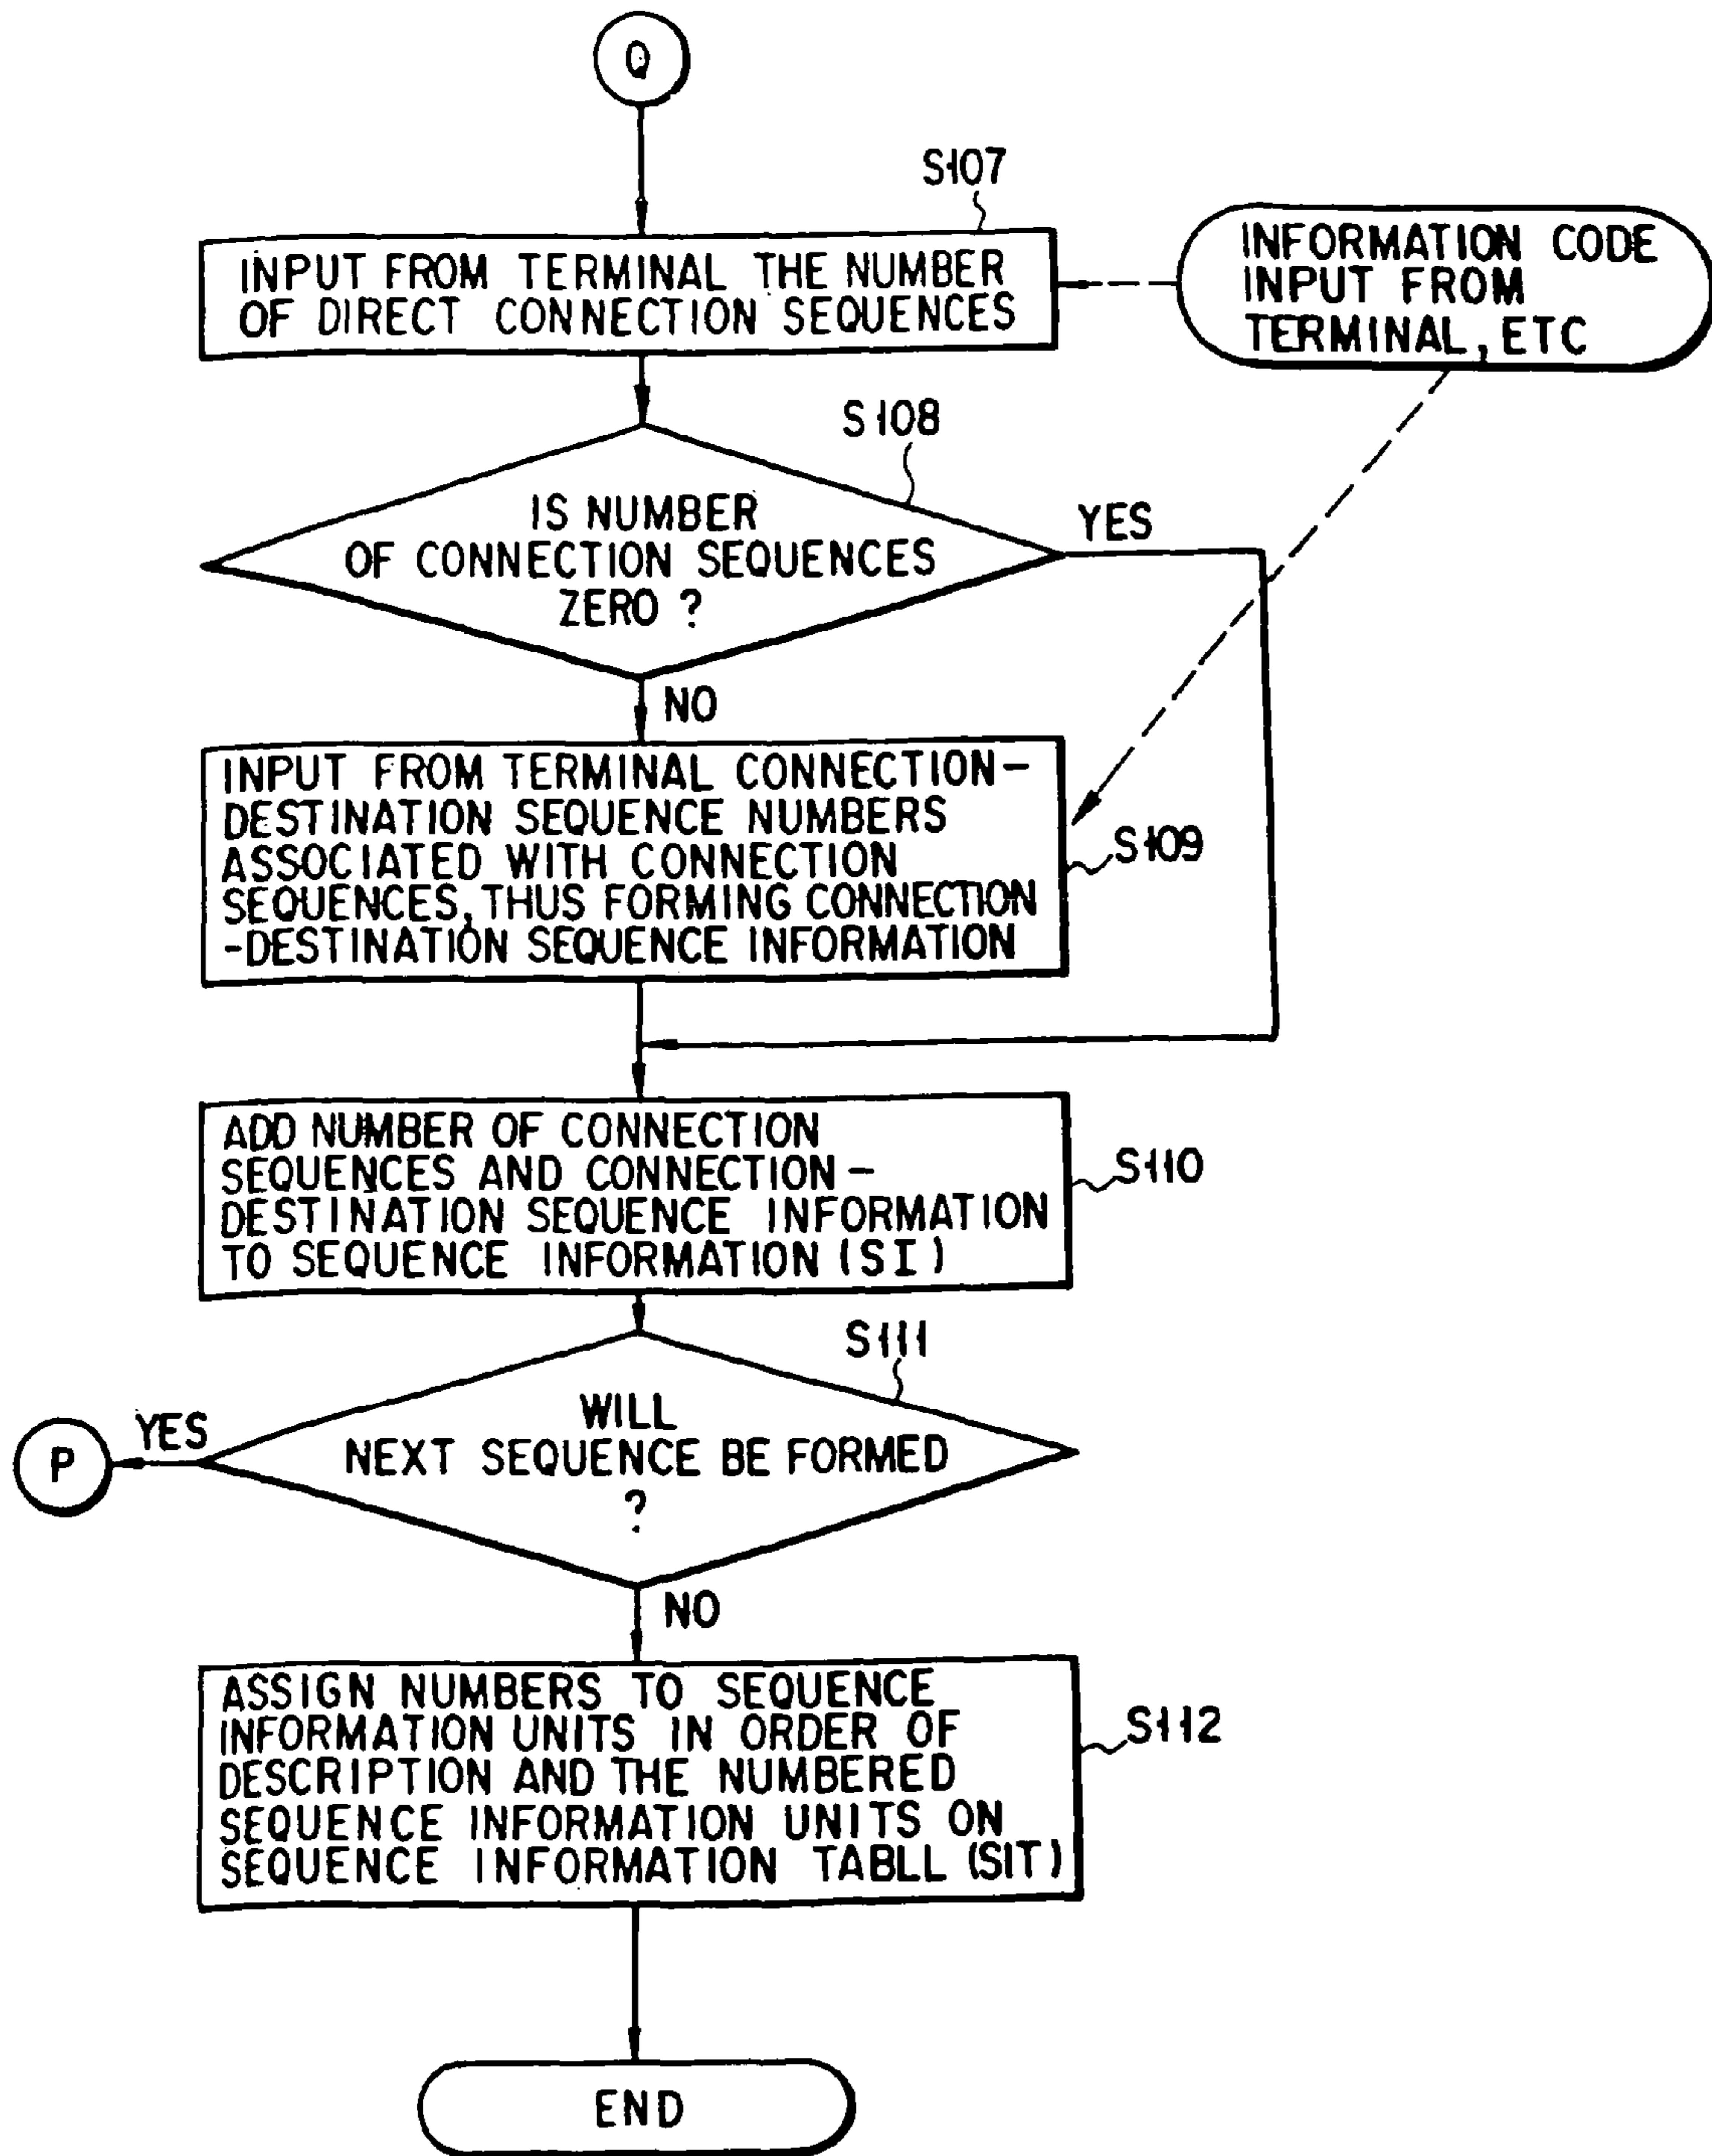 Q
S107
INPUT FROM TERMINAL THE NUMBER
OF DIRECT CONNECTION SEQUENCES
INFORMATION CODE
INPUT FROM
TERMINAL, ETC
S108
IS NUMBER
OF CONNECTION SEQUENCES
ZERO ?
YES
NO
INPUT FROM TERMINAL CONNECTION-
DESTINATION SEQUENCE NUMBERS
ASSOCIATED WITH CONNECTION
SEQUENCES, THUS FORMING CONNECTION
-DESTINATION SEQUENCE INFORMATION
S109
ADD NUMBER OF CONNECTION
SEQUENCES AND CONNECTION-
DESTINATION SEQUENCE INFORMATION
TO SEQUENCE INFORMATION (SI)
S110
S111
WILL
NEXT SEQUENCE BE FORMED
?
YES
P
NO
ASSIGN NUMBERS TO SEQUENCE
INFORMATION UNITS IN ORDER OF
DESCRIPTION AND THE NUMBERED
SEQUENCE INFORMATION UNITS ON
SEQUENCE INFORMATION TABLL (SIT)
S112
END